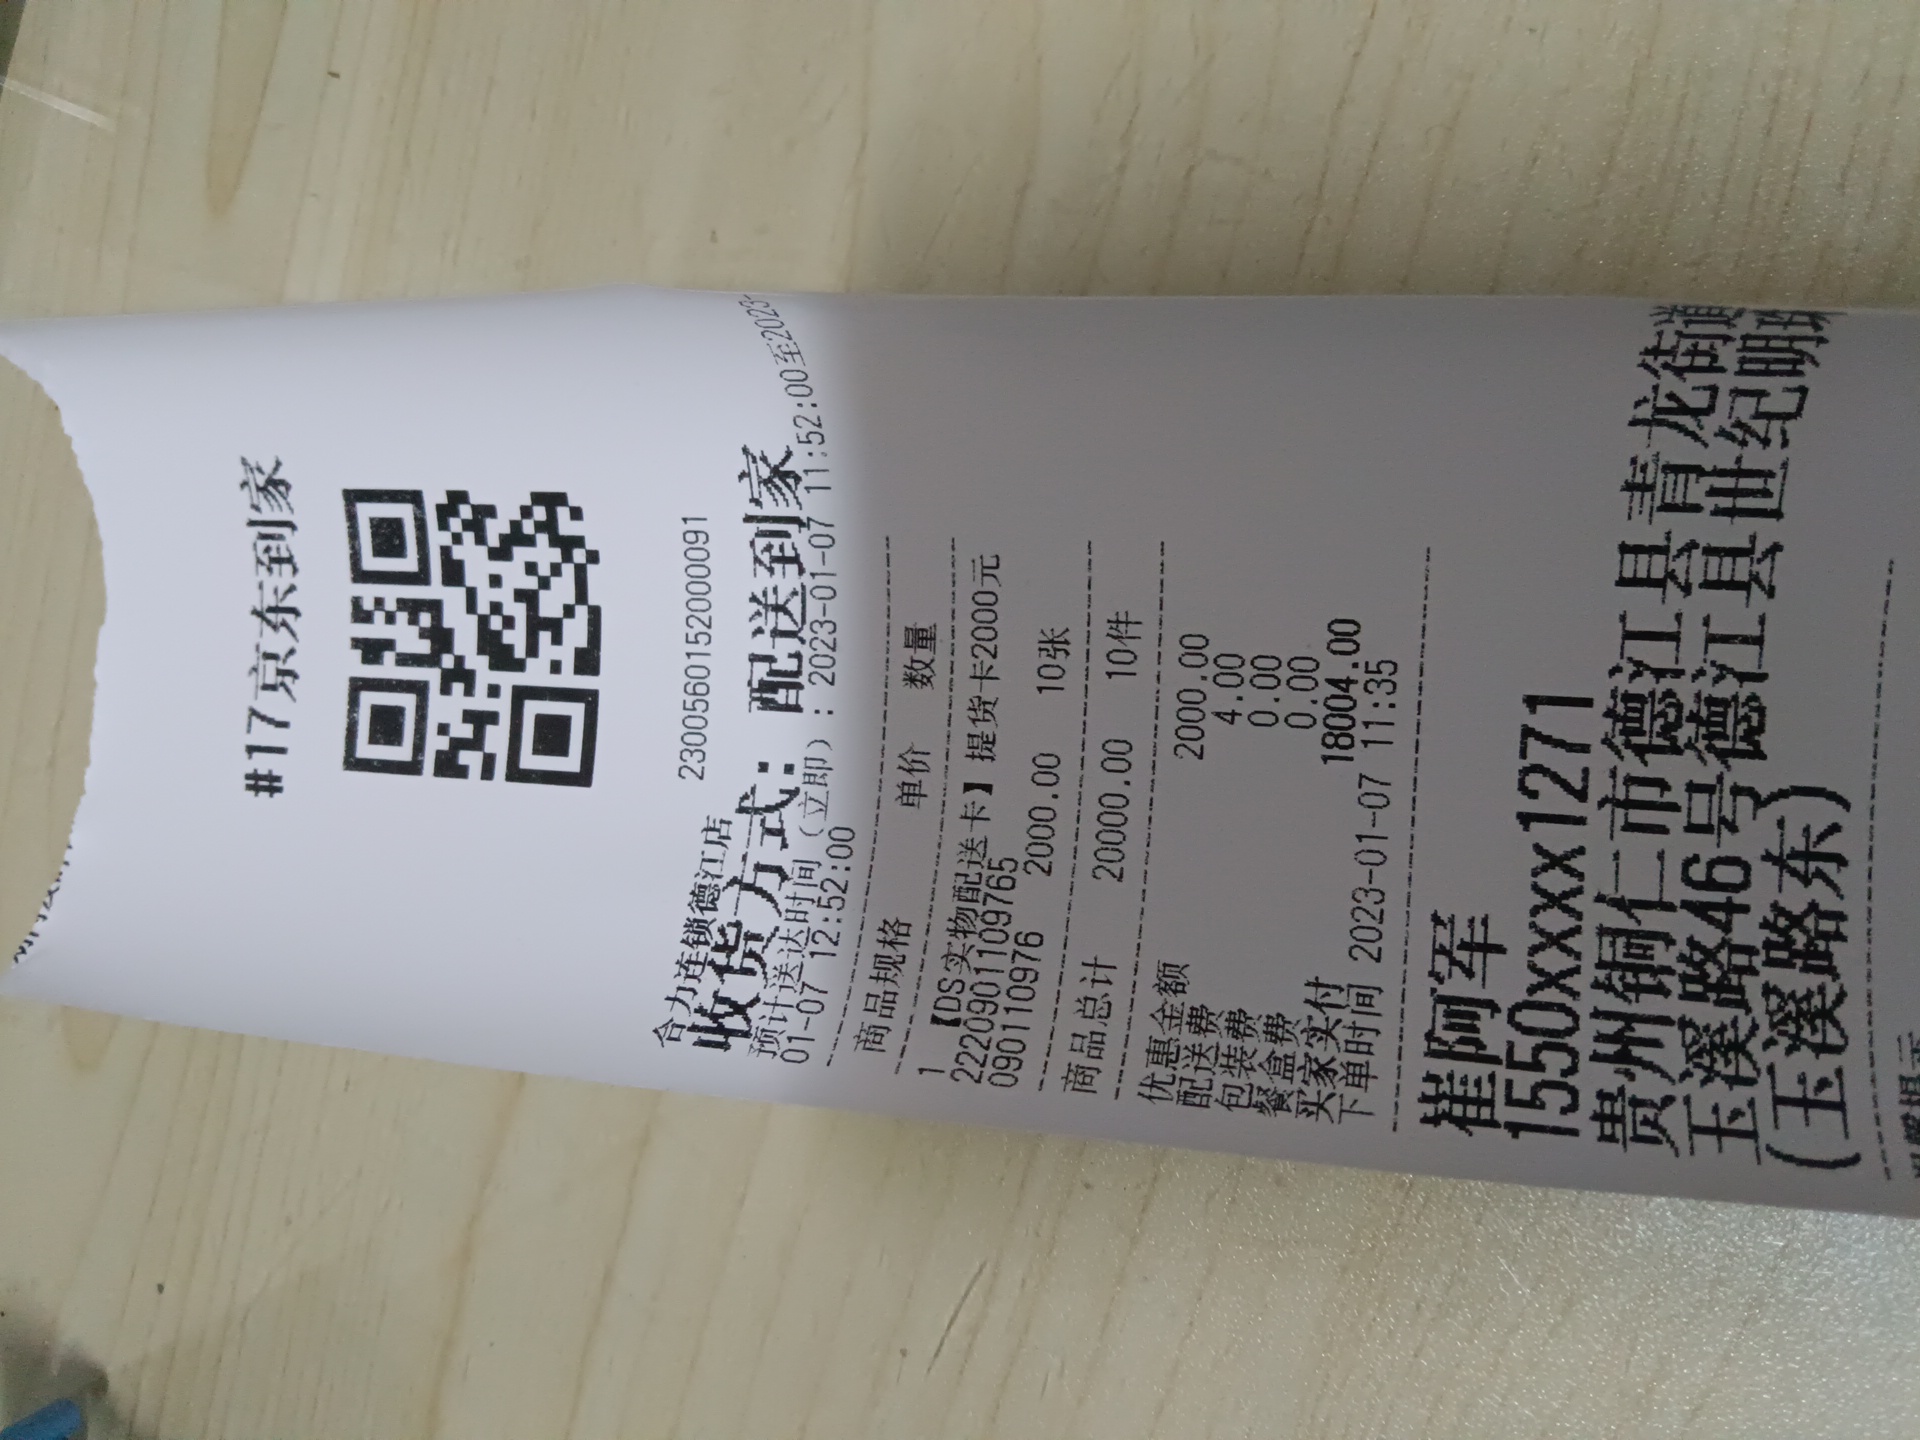 #17京东到家
2300560152000091
合力连锁德江店
收货方式：配送到家
预计送达时间（立即）：2023-01-07 11:52:00至2023-
01-07 12:52:00
商品规格 单价 数量
1 【DS实物配送卡】提货卡卡2000元
2220901109765
090110976 2000.00 10张
商品总计 20000.00 10件
优惠金额 2000.00
配送费 4.00
包装费 0.00
餐盒费 0.00
买家实付 18004.00
下单时间 2023-01-07 11:35
崔阿军
1550xxxx1271
贵州铜仁市德江县青龙街道
玉溪路46号德江县世纪明珠
(玉溪路东)